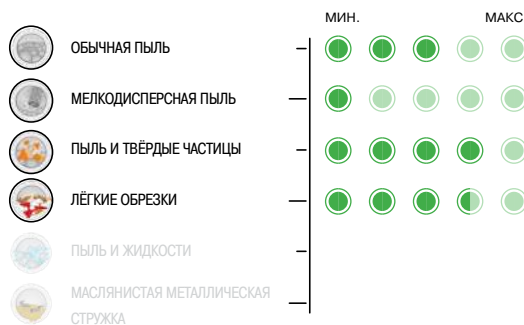 МИН. МАКС
ОБЫЧНАЯ ПЫЛЬ
МЕЛКОДИСПЕРСНАЯ ПЫЛЬ
ПЫЛЬ И ТВЁРДЫЕ ЧАСТИЦЫ
ЛЁГКИЕ ОБРЕЗКИ
ПЫЛЬ И ЖИДКОСТИ
МАСЛЯНИСТАЯ МЕТАЛЛИЧЕСКАЯ
СТРУЖКА